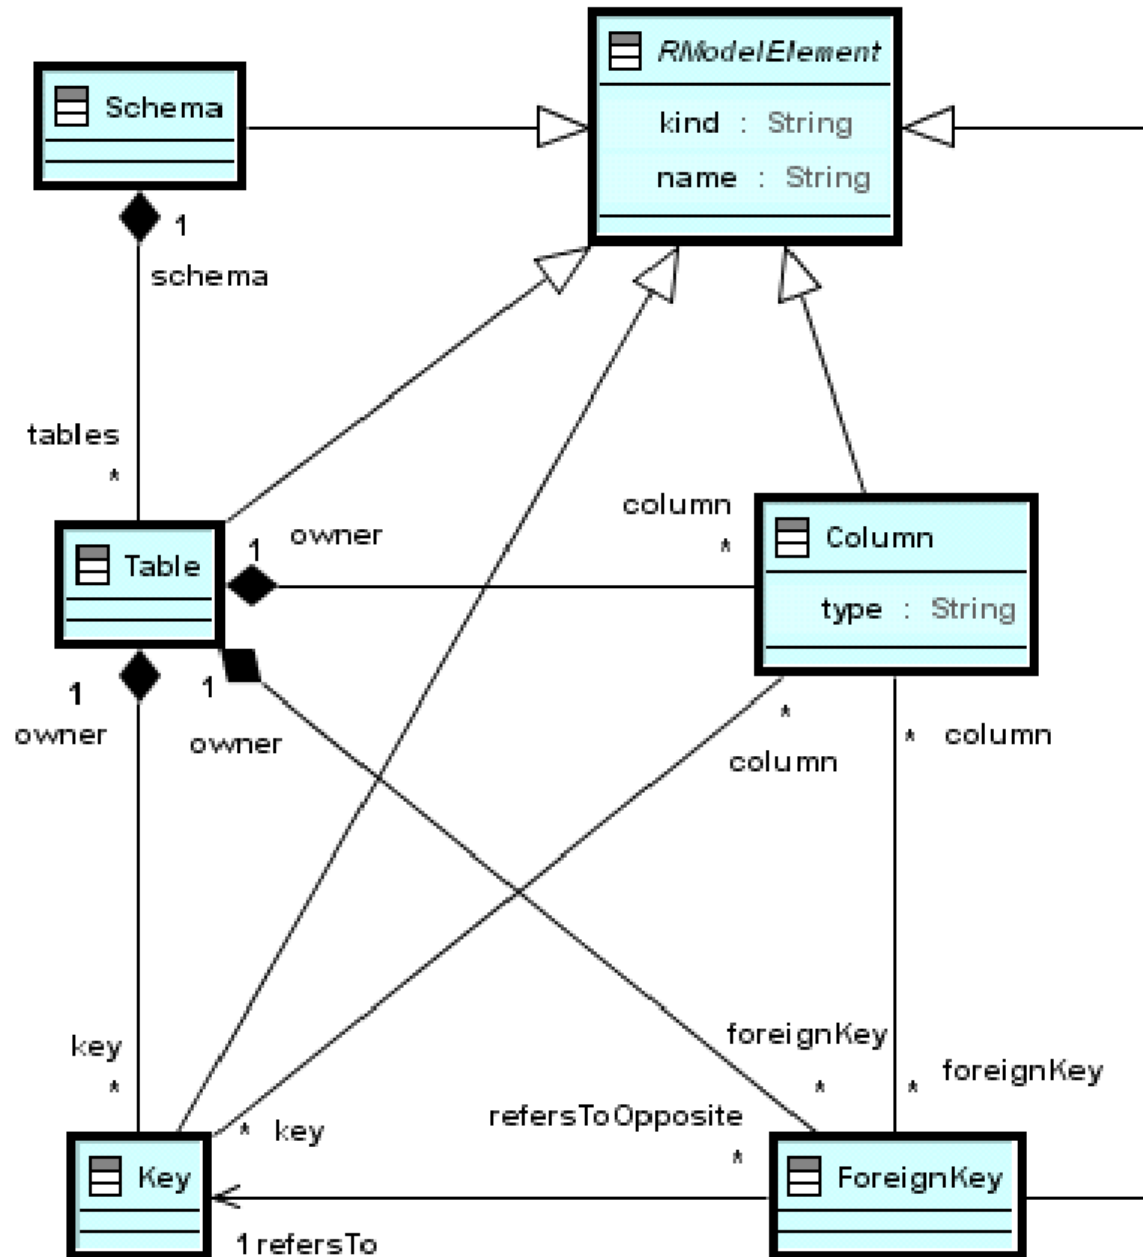 RModelElement
kind : String
name : String
Schema
1
schema
tables
*
Table
1
owner
column
*
Column
type : String
1
owner
1
owner
*
column
* column
key
*
foreignKey
*
* foreignKey
* key
refersToOpposite
*
Key
ForeignKey
1 refersTo